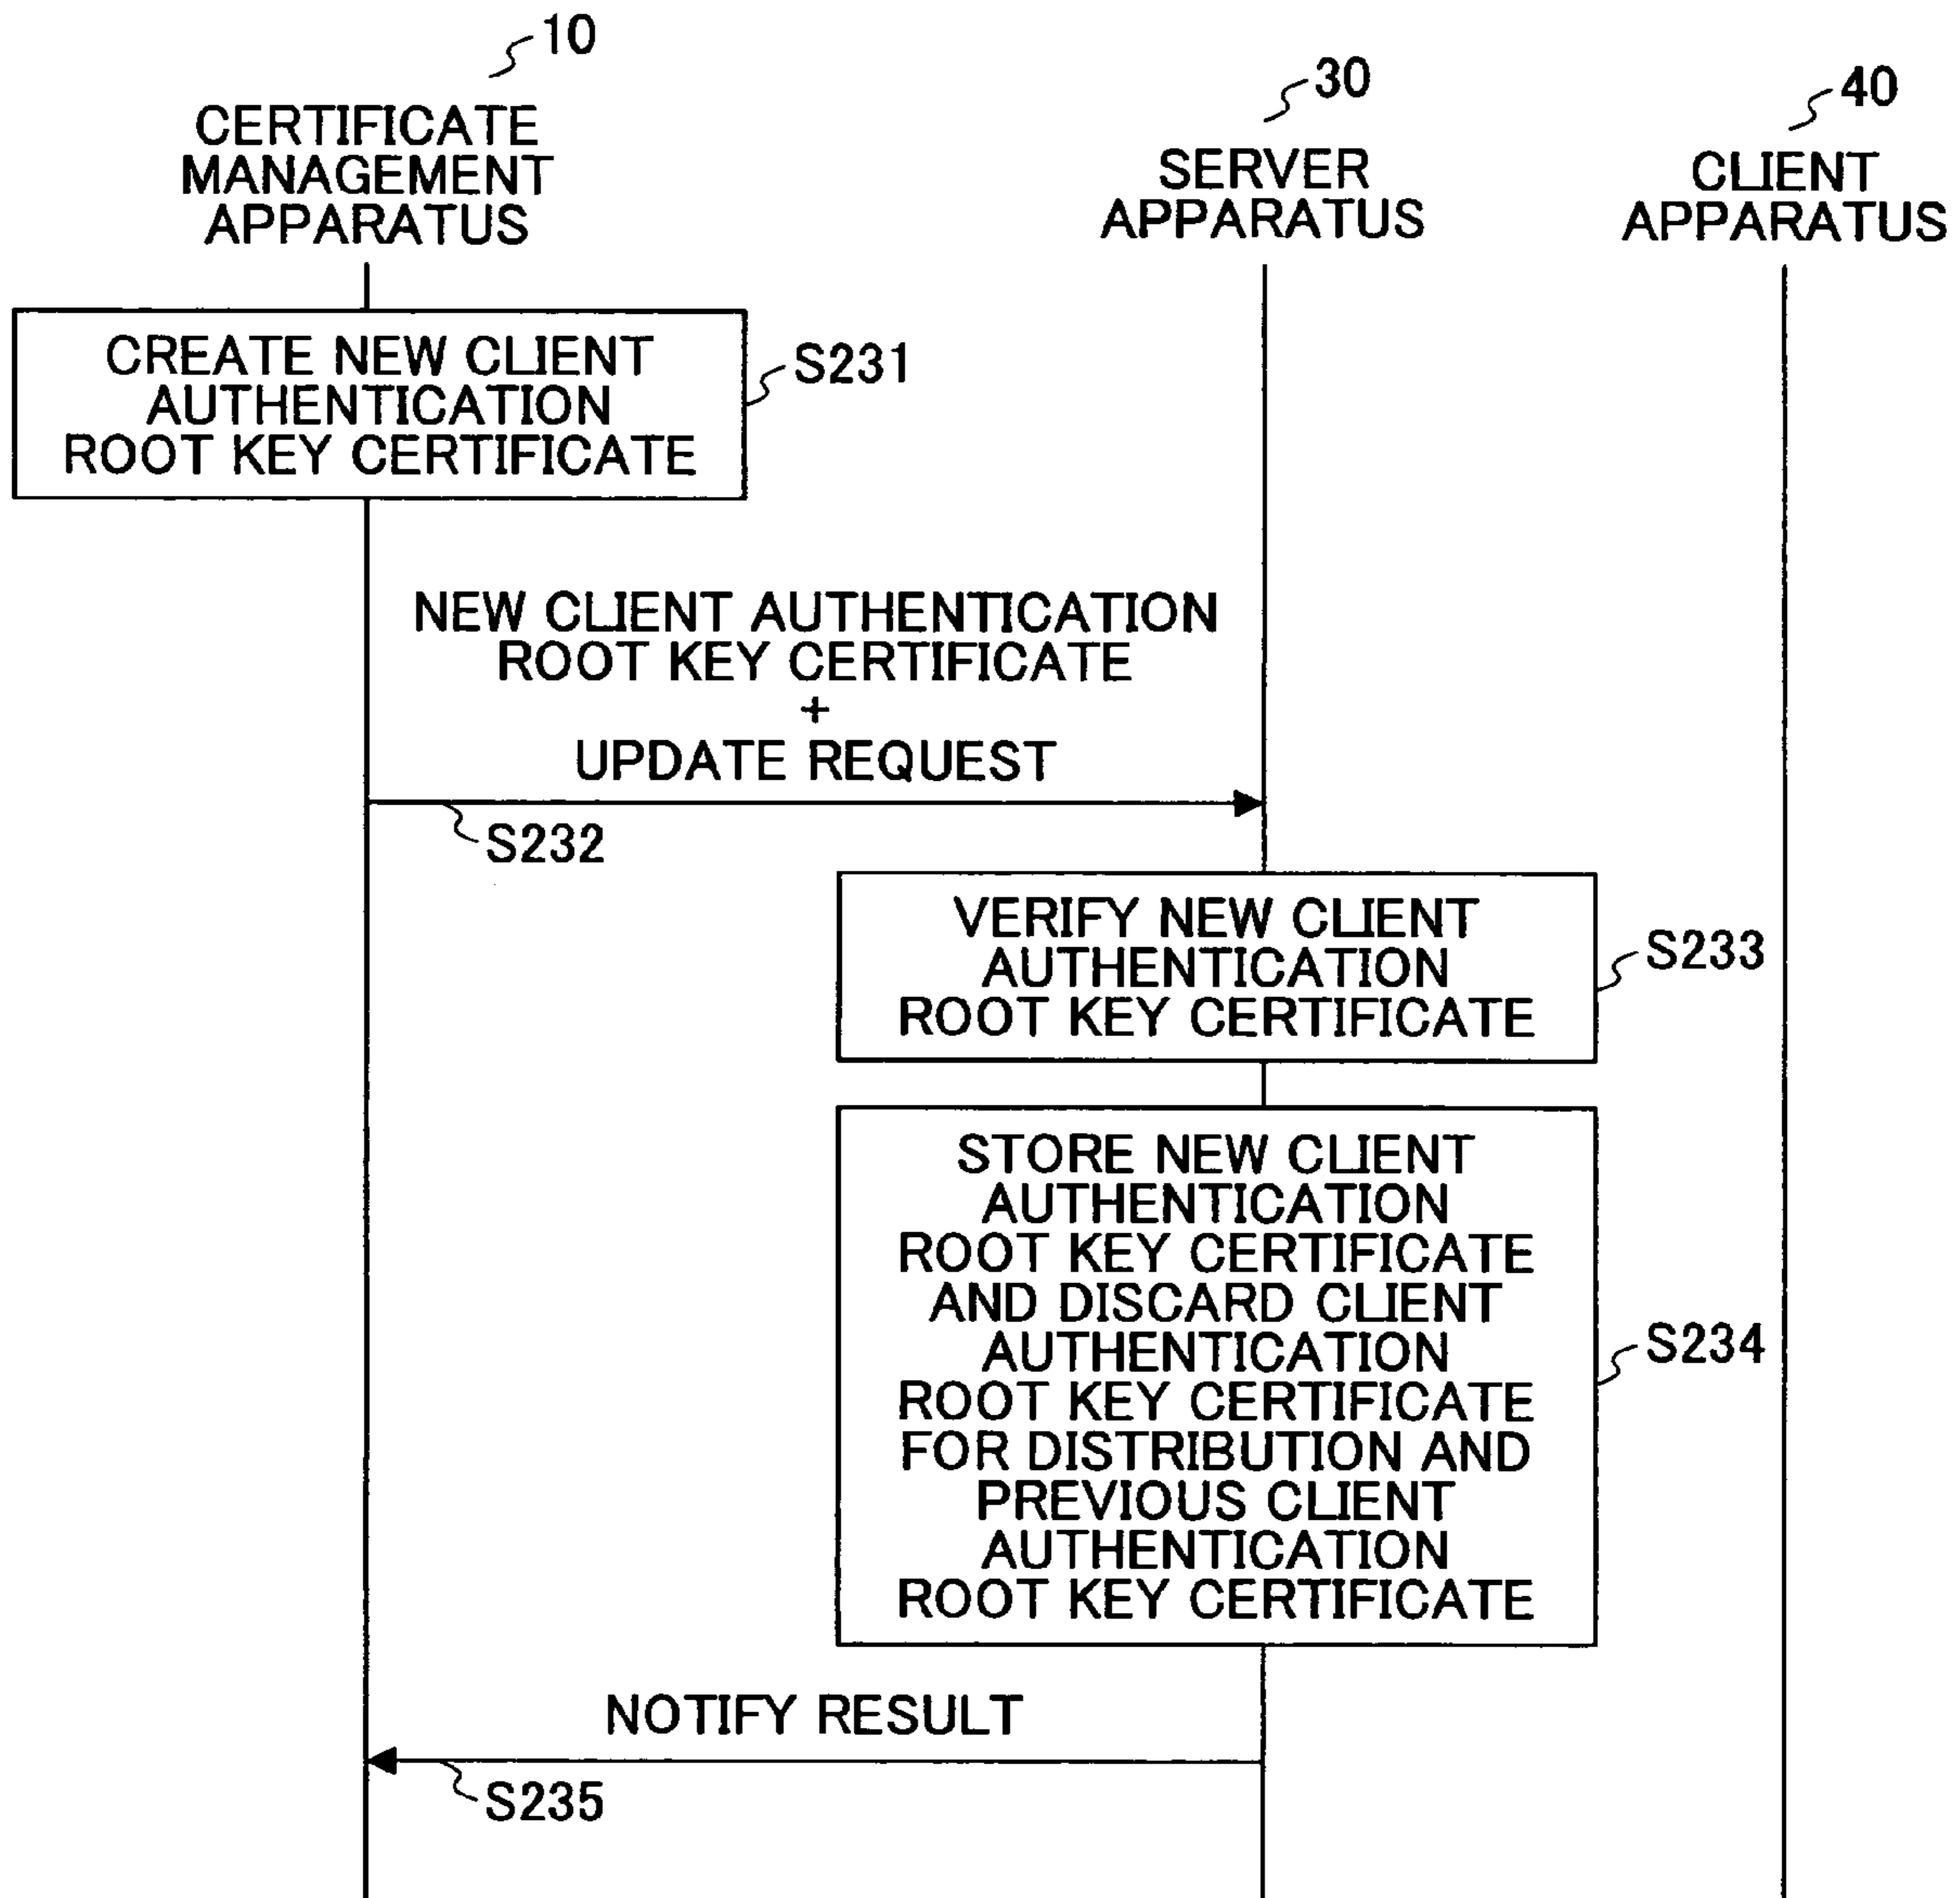 10
CERTIFICATE
MANAGEMENT
APPARATUS
30
SERVER
APPARATUS
40
CLIENT
APPARATUS
CREATE NEW CLIENT
AUTHENTICATION
ROOT KEY CERTIFICATE
S231
NEW CLIENT AUTHENTICATION
ROOT KEY CERTIFICATE
+
UPDATE REQUEST
S232
VERIFY NEW CLIENT
AUTHENTICATION
ROOT KEY CERTIFICATE
S233
STORE NEW CLIENT
AUTHENTICATION
ROOT KEY CERTIFICATE
AND DISCARD CLIENT
AUTHENTICATION
ROOT KEY CERTIFICATE
FOR DISTRIBUTION AND
PREVIOUS CLIENT
AUTHENTICATION
ROOT KEY CERTIFICATE
S234
NOTIFY RESULT
S235